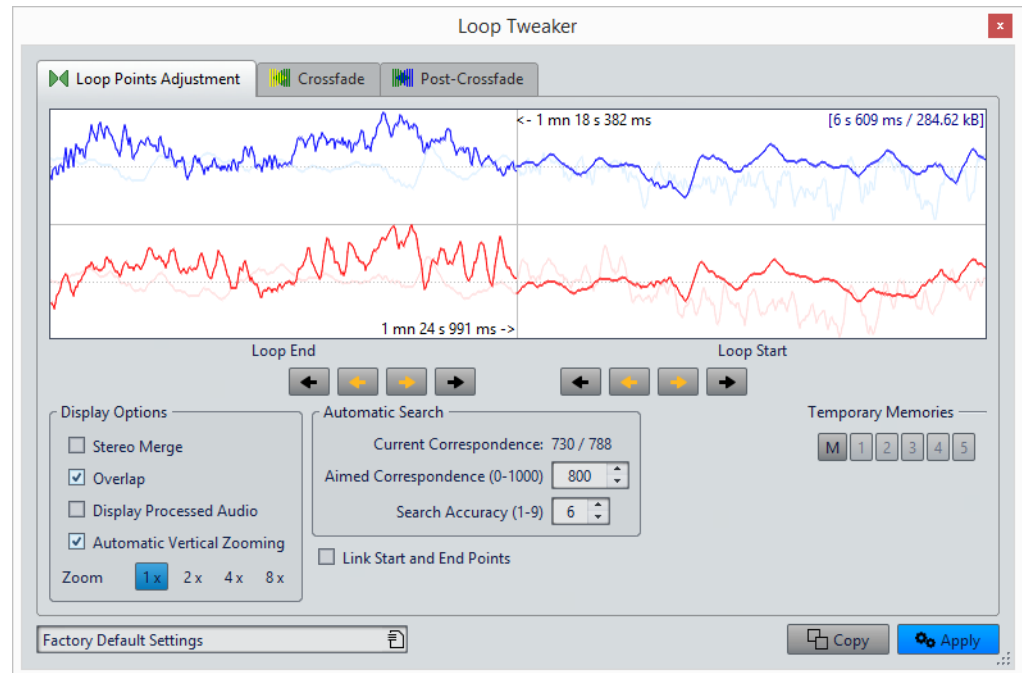 Loop Tweaker
x
Loop Points Adjustment
Crossfade
Post-Crossfade
<- 1 mn 18 s 382 ms
[6 s 609 ms / 284.62 kB]
1 mn 24 s 991 ms ->
Loop End
Loop Start
Display Options
Stereo Merge
Overlap
Display Processed Audio
Automatic Vertical Zooming
Zoom 1 x 2 x 4 x 8 x
Automatic Search
Current Correspondence: 730 / 788
Aimed Correspondence (0-1000) 800
Search Accuracy (1-9) 6
Link Start and End Points
Temporary Memories
M 1 2 3 4 5
Factory Default Settings
Copy
Apply